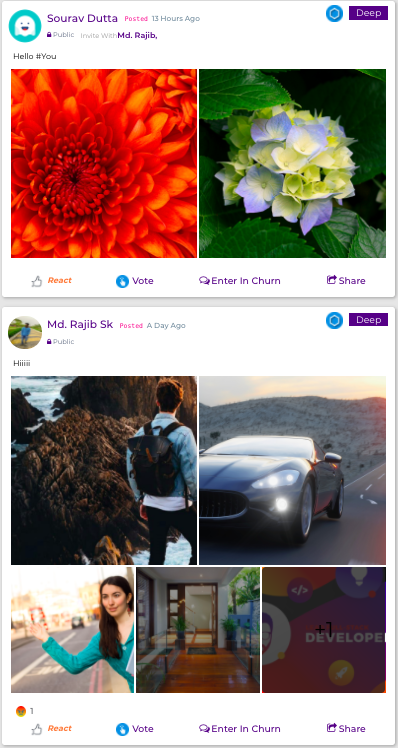 Sourav Dutta Posted 13 Hours Ago Deep
Public Invite With Md. Rajib,
Hello #You
React Vote Enter In Churn Share
Md. Rajib Sk Posted A Day Ago Deep
Public
Hiiiii
</>
+1
DEVELOPE
1
React Vote Enter In Churn Share